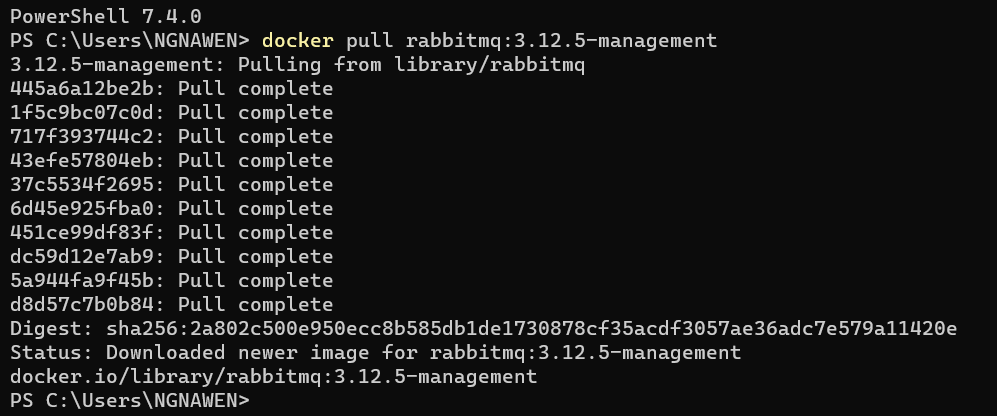 PowerShell 7.4.0
PS C:\Users\NGNAWEN> docker pull rabbitmq:3.12.5-management
3.12.5-management: Pulling from library/rabbitmq
445a6a12be2b: Pull complete
1f5c9bc07c0d: Pull complete
717f393744c2: Pull complete
43efe57804eb: Pull complete
37c5534f2695: Pull complete
6d45e925fba0: Pull complete
451ce99df83f: Pull complete
dc59d12e7ab9: Pull complete
5a944fa9f45b: Pull complete
d8d57c7b0b84: Pull complete
Digest: sha256:2a802c500e950ecc8b585db1de1730878cf35acdf3057ae36adc7e579a11420e
Status: Downloaded newer image for rabbitmq:3.12.5-management
docker.io/library/rabbitmq:3.12.5-management
PS C:\Users\NGNAWEN>